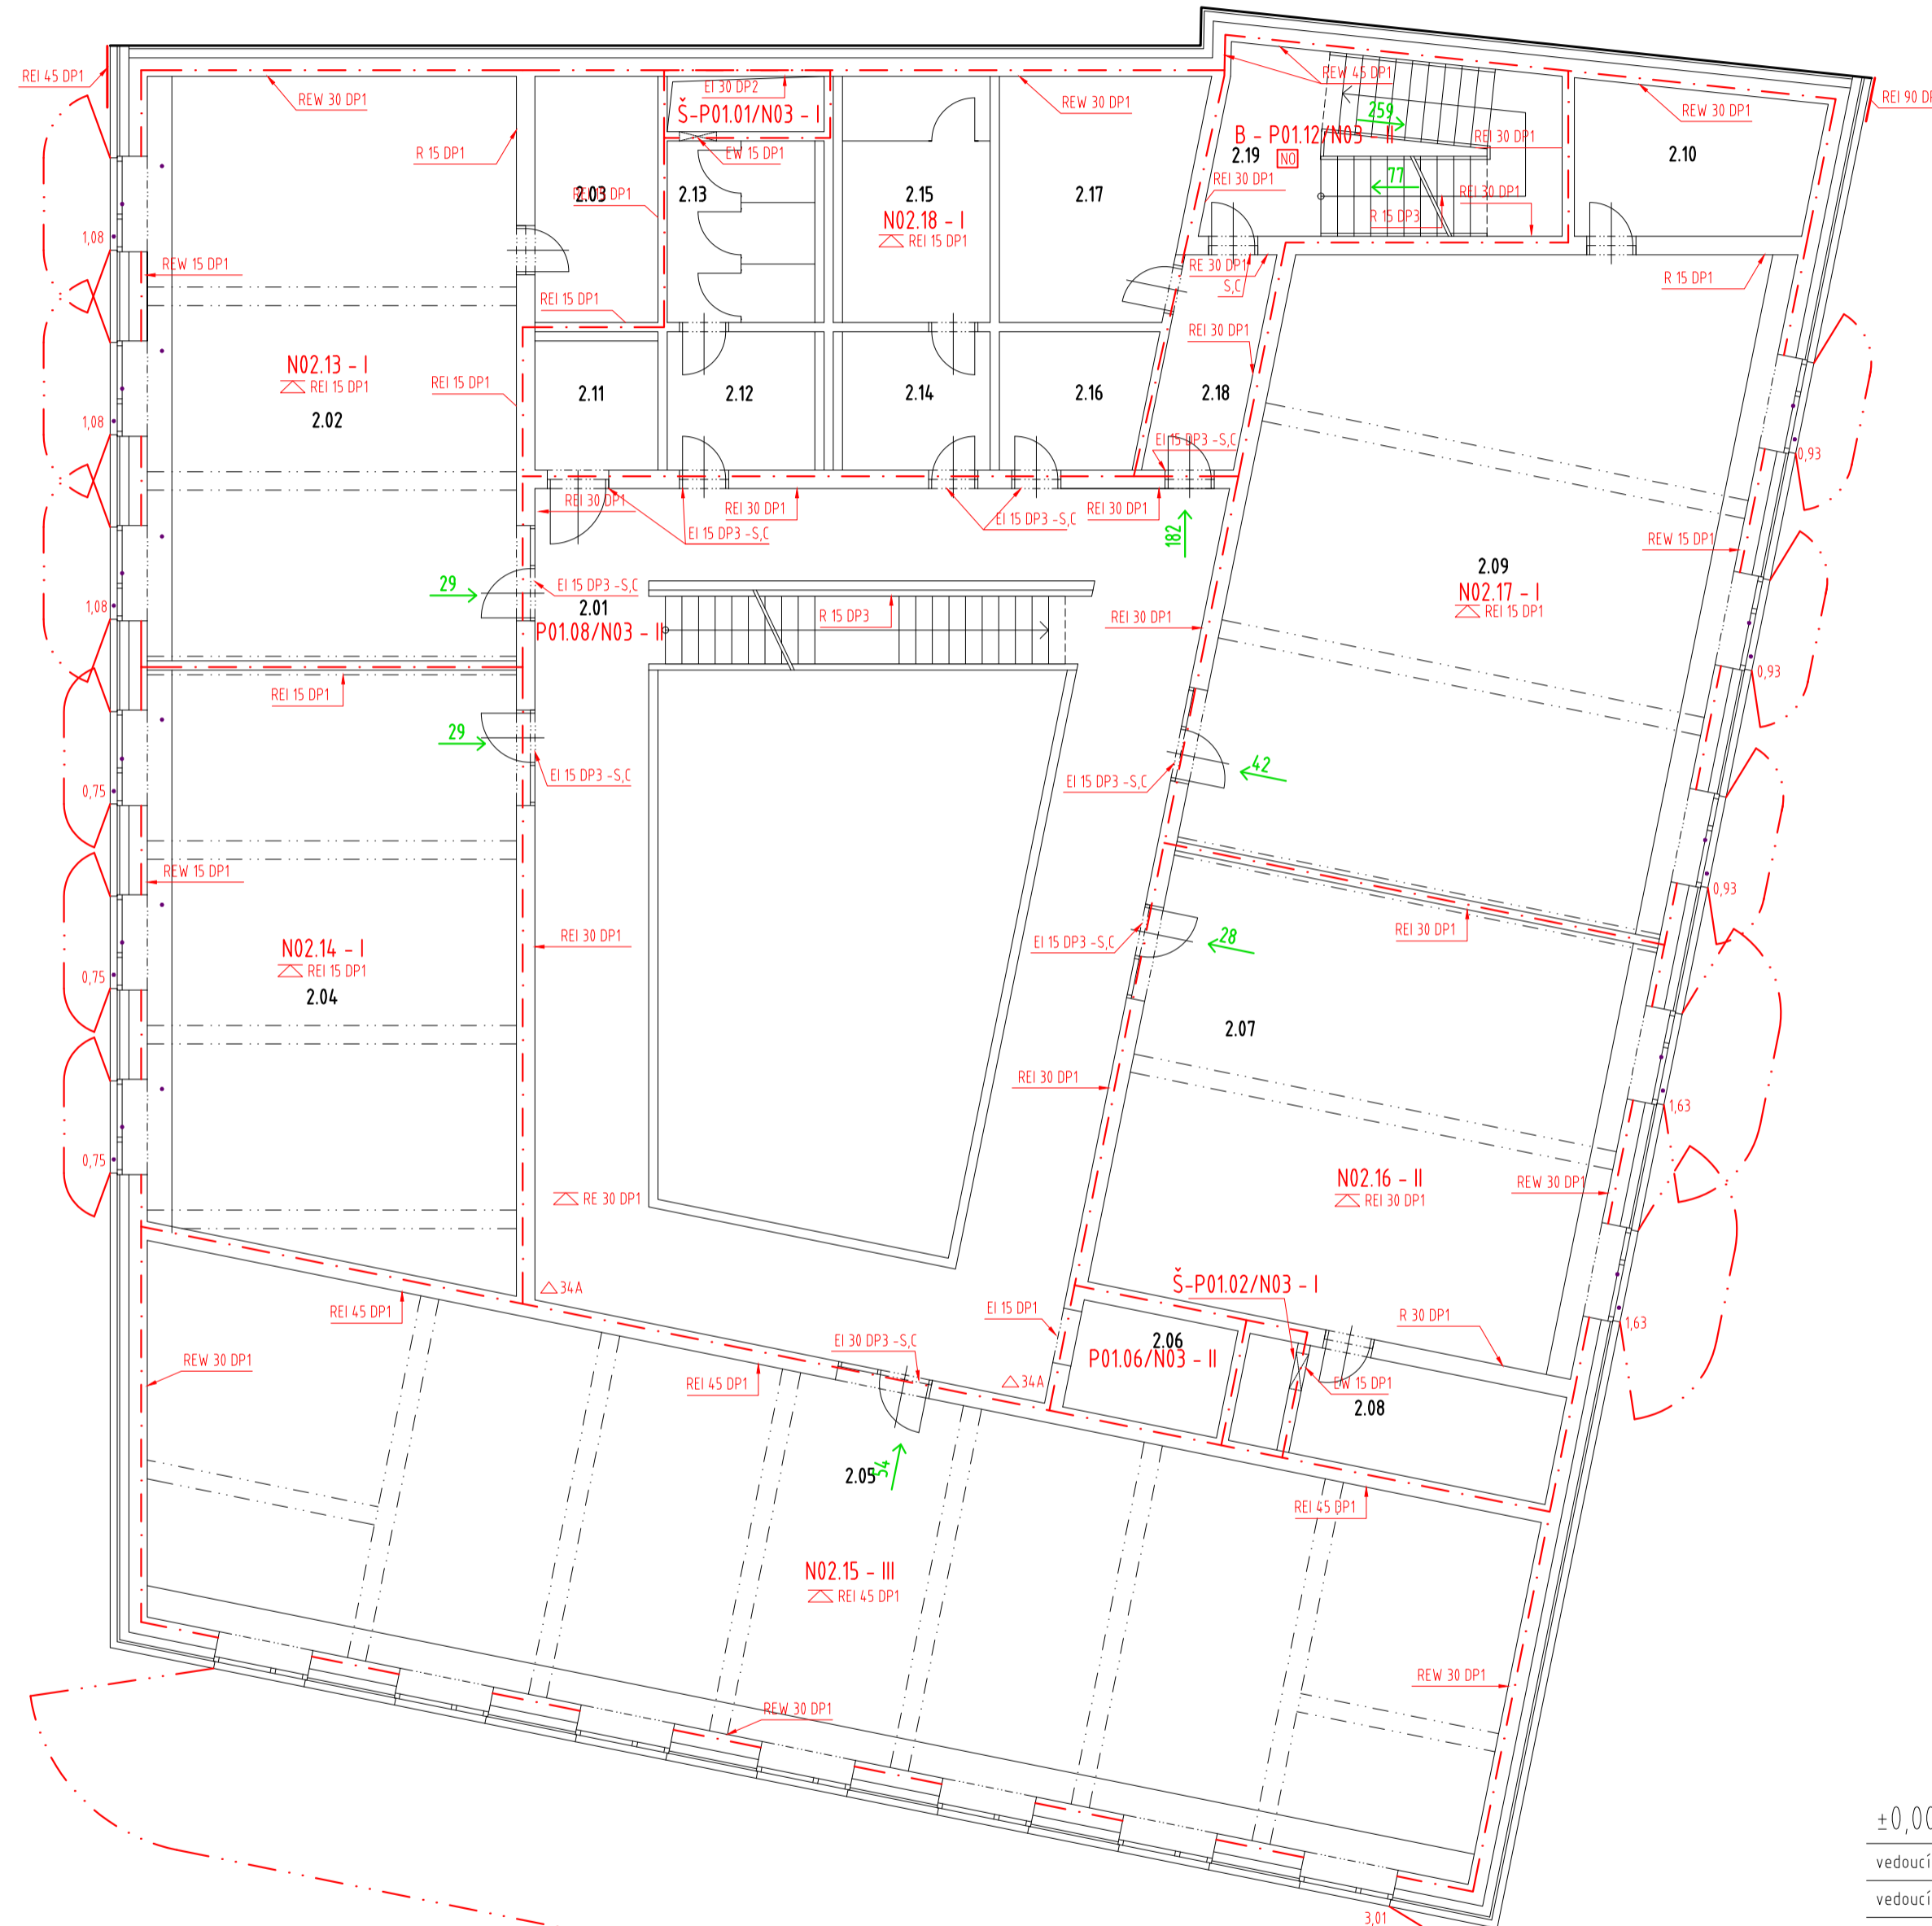 REI 45 DP1
REW 30 DP1
EI 30 DP2
Š-P01.01/N03 - I
EW 15 DP1
REW 30 DP1
REW 45 DP1
259
B - P01.12/N03 - II
2.19
NO
REI 30 DP1
REW 30 DP1
REI 90
2.10
R 15 DP1
2.03
2.13
2.15
N02.18 - I
REI 15 DP1
2.17
REI 30 DP1
77
R 15 DP3
REI 30 DP1
1,08
REW 15 DP1
REI 15 DP1
RE 30 DP1
S,C
R 15 DP1
REI 30 DP1
N02.13 - I
REI 15 DP1
2.02
REI 15 DP1
2.11
2.12
2.14
2.16
2.18
1,08
EI 15 DP3 -S,C
0,93
REI 30 DP1
REI 30 DP1
EI 15 DP3 -S,C
EI 15 DP3 -S,C
REI 30 DP1
182
REW 15 DP1
2.09
N02.17 - I
REI 15 DP1
29
EI 15 DP3 -S,C
2.01
P01.08/N03 - II
R 15 DP3
REI 30 DP1
1,08
0,93
REI 15 DP1
29
EI 15 DP3 -S,C
EI 15 DP3 -S,C
42
0,75
REW 15 DP1
0,93
REI 30 DP1
REI 30 DP1
EI 15 DP3 -S,C
28
N02.14 - I
REI 15 DP1
2.04
0,75
2.07
REI 30 DP1
1,63
0,75
RE 30 DP1
N02.16 - II
REI 30 DP1
REW 30 DP1
34A
Š-P01.02/N03 - I
REI 45 DP1
EI 15 DP1
R 30 DP1
1,63
EI 30 DP3 -S,C
2.06
P01.06/N03 - II
REW 30 DP1
REI 45 DP1
34A
EW 15 DP1
2.08
2.05
54
REI 45 DP1
N02.15 - III
REI 45 DP1
REW 30 DP1
REW 30 DP1
3,01
±0,00
vedoucí
vedoucí